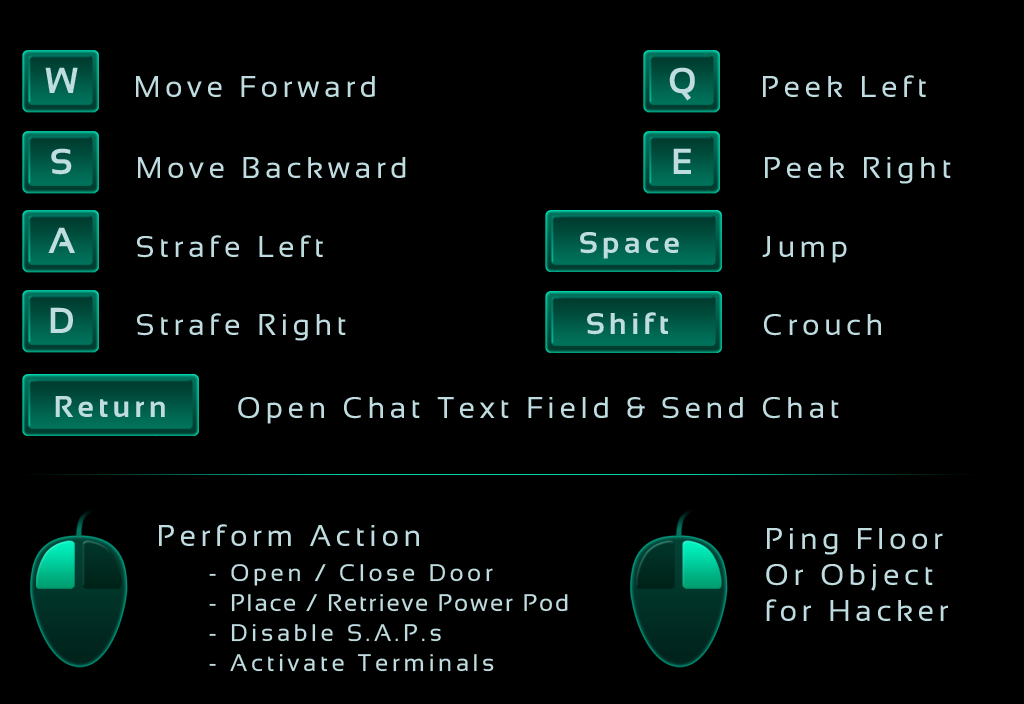 W Move Forward Q Peek Left
S Move Backward E Peek Right
A Strafe Left Space Jump
D Strafe Right Shift Crouch
Return Open Chat Text Field & Send Chat
Perform Action
- Open / Close Door
- Place / Retrieve Power Pod
- Disable S.A.P.s
- Activate Terminals
Ping Floor
Or Object
for Hacker